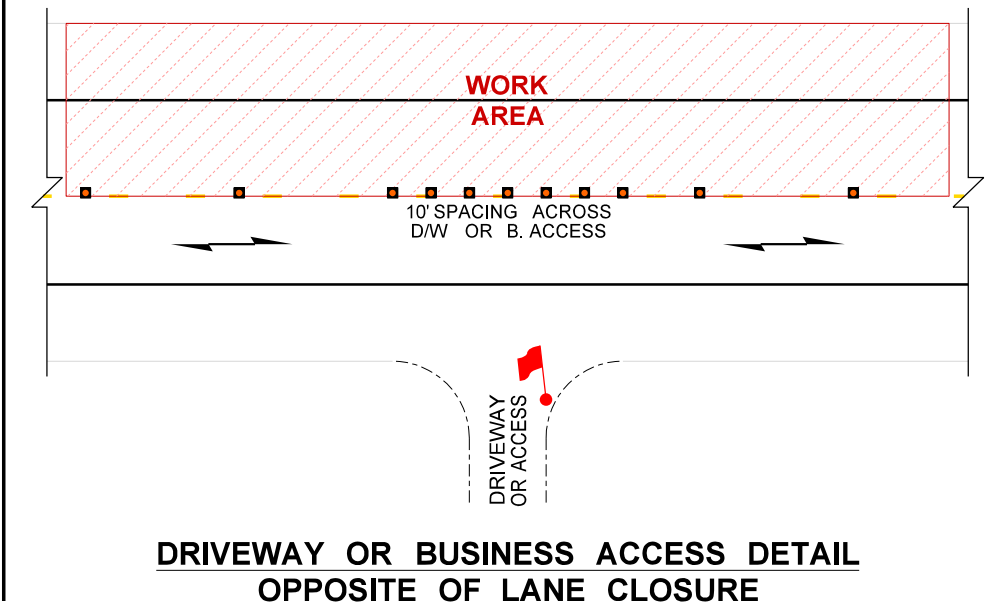 WORK
AREA
10' SPACING ACROSS
D/W OR B. ACCESS
DRIVEWAY
OR ACCESS
DRIVEWAY OR BUSINESS ACCESS DETAIL
OPPOSITE OF LANE CLOSURE